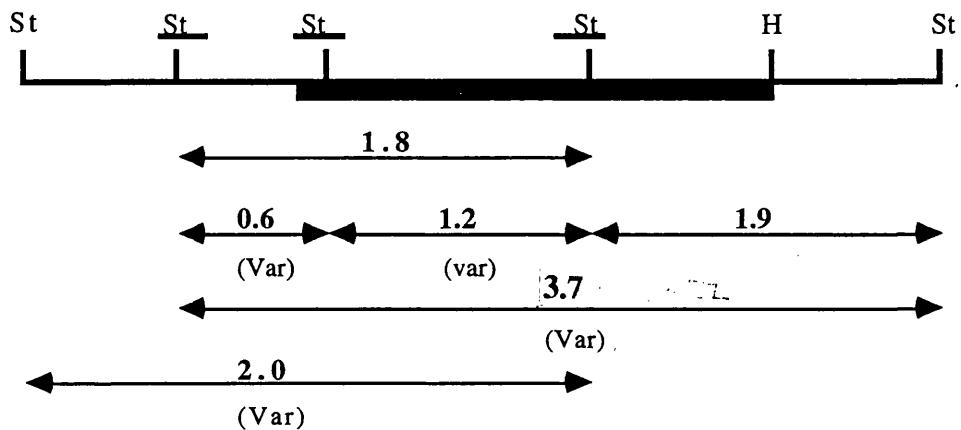 St St St St H St
1.8
0.6 1.2 1.9
(Var) (var)
3.7
(Var)
2.0
(Var)